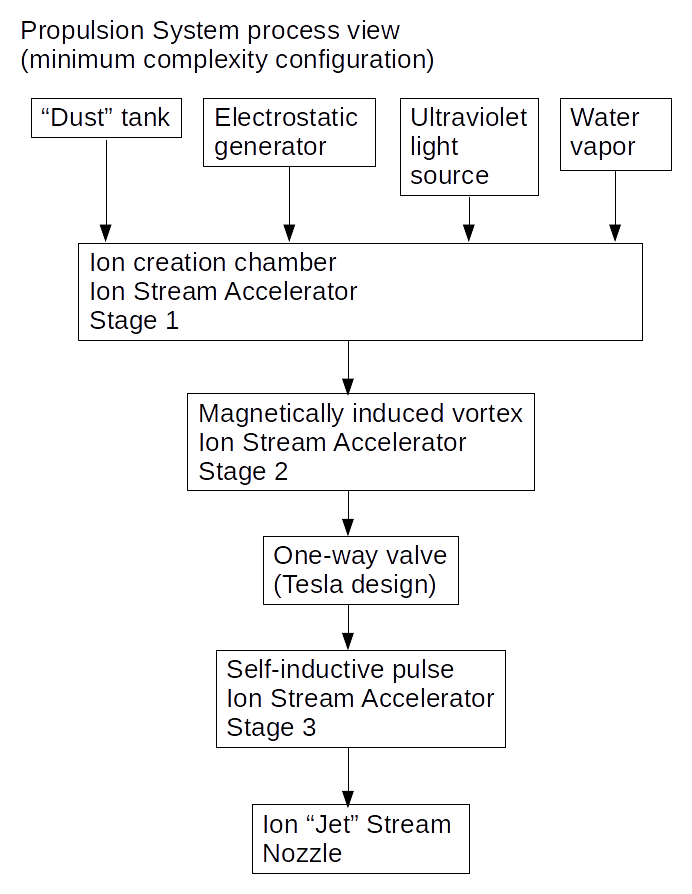 Propulsion System process view
(minimum complexity configuration)
“Dust” tank
Electrostatic
generator
Ultraviolet
light
source
Water
vapor
Ion creation chamber
Ion Stream Accelerator
Stage 1
Magnetically induced vortex
Ion Stream Accelerator
Stage 2
One-way valve
(Tesla design)
Self-inductive pulse
Ion Stream Accelerator
Stage 3
Ion “Jet” Stream
Nozzle